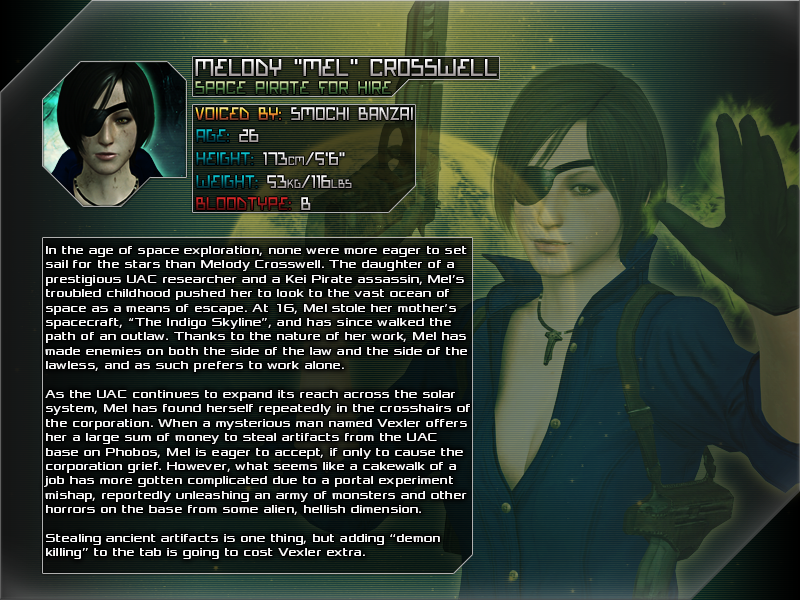 MELODY "MEL" CROSSWELL
SPACE PIRATE FOR HIRE
VOICED BY: SMOCHI BANZAI
AGE: 26
HEIGHT: 173CM/5'6"
WEIGHT: 53KG/116LBS
BLOODTYPE: B
In the age of space exploration, none were more eager to set
sail for the stars than Melody Crosswell. The daughter of a
prestigious UAC researcher and a Kei Pirate assassin, Mel's
troubled childhood pushed her to look to the vast ocean of
space as a means of escape. At 16, Mel stole her mother's
spacecraft, "The Indigo Skyline", and has since walked the
path of an outlaw. Thanks to the nature of her work, Mel has
made enemies on both the side of the law and the side of the
lawless, and as such prefers to work alone.
As the UAC continues to expand its reach across the solar
system, Mel has found herself repeatedly in the crosshairs of
the corporation. When a mysterious man named Vexler offers
her a large sum of money to steal artifacts from the UAC
base on Phobos, Mel is eager to accept, if only to cause the
corporation grief. However, what seems like a cakewalk of a
job has more gotten complicated due to a portal experiment
mishap, reportedly unleashing an army of monsters and other
horrors on the base from some alien, hellish dimension.
Stealing ancient artifacts is one thing, but adding "demon
killing" to the tab is going to cost Vexler extra.